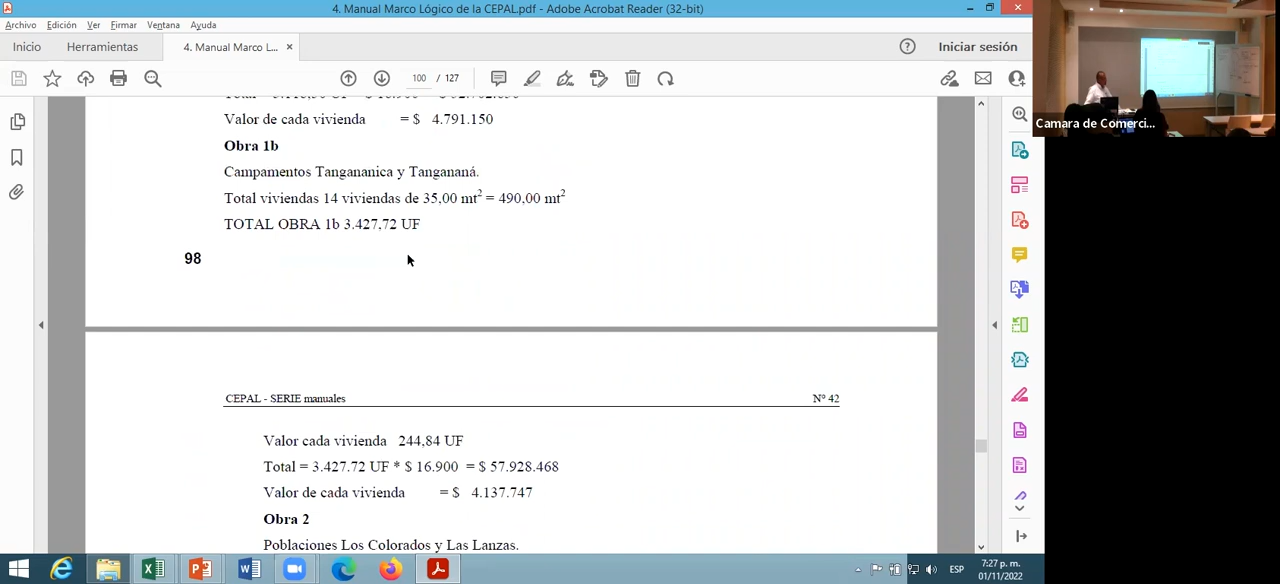 4. Manual Marco Lógico de la CEPAL.pdf - Adobe Acrobat Reader (32-bit)
Archivo Edición Ver Firmar Ventana Ayuda
Inicio Herramientas 4. Manual Marco L... × Iniciar sesión
100 / 127
Camara de Comerci...
Valor de cada vivienda = $ 4.791.150
Obra 1b
Campamentos Tangananica y Tangananá.
Total viviendas 14 viviendas de 35,00 mt2 = 490,00 mt2
TOTAL OBRA 1b 3.427,72 UF
98
CEPAL - SERIE manuales N° 42
Valor cada vivienda 244,84 UF
Total = 3.427.72 UF * $ 16.900 = $ 57.928.468
Valor de cada vivienda = $ 4.137.747
Obra 2
Poblaciones Los Colorados y Las Lanzas.
ESP 7:27 p. m.
01/11/2022